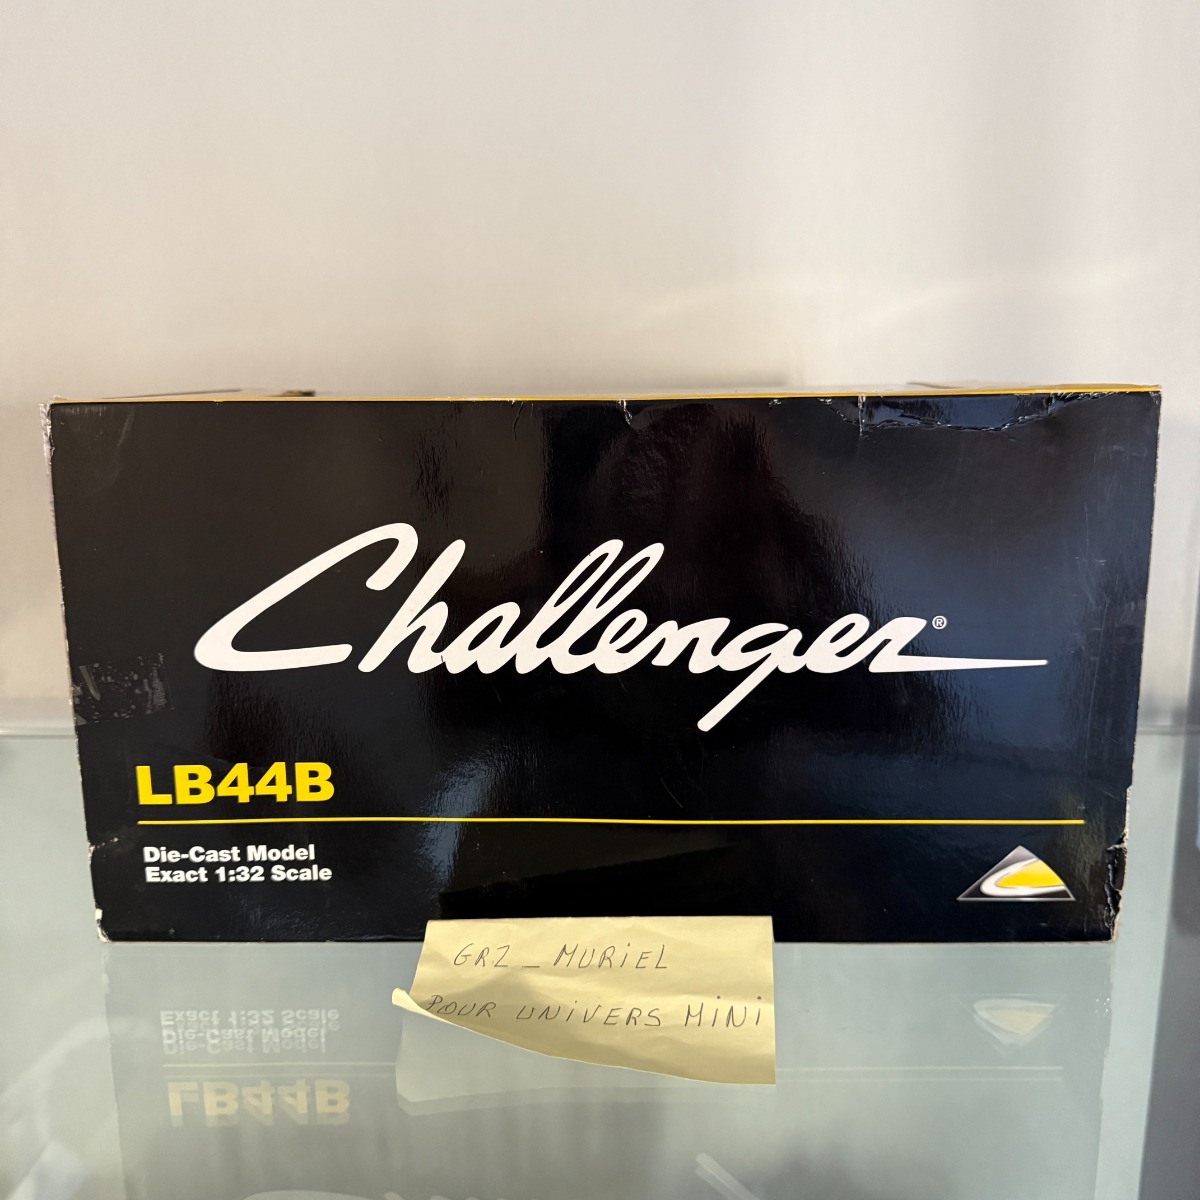 Challenger®
LB44B
Die-Cast Model
Exact 1:32 Scale
GRZ_MURiEL
POUR UNiVERS MiNi